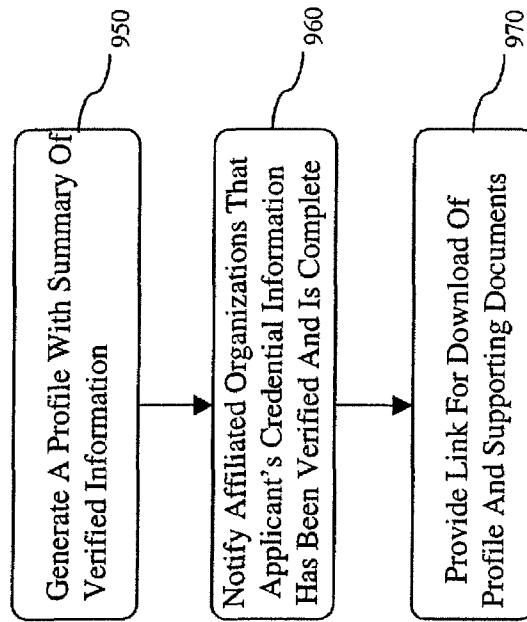 Generate A Profile With Summary Of
Verified Information
950
Notify Affiliated Organizations That
Applicant's Credential Information
Has Been Verified And Is Complete
960
Provide Link For Download Of
Profile And Supporting Documents
970